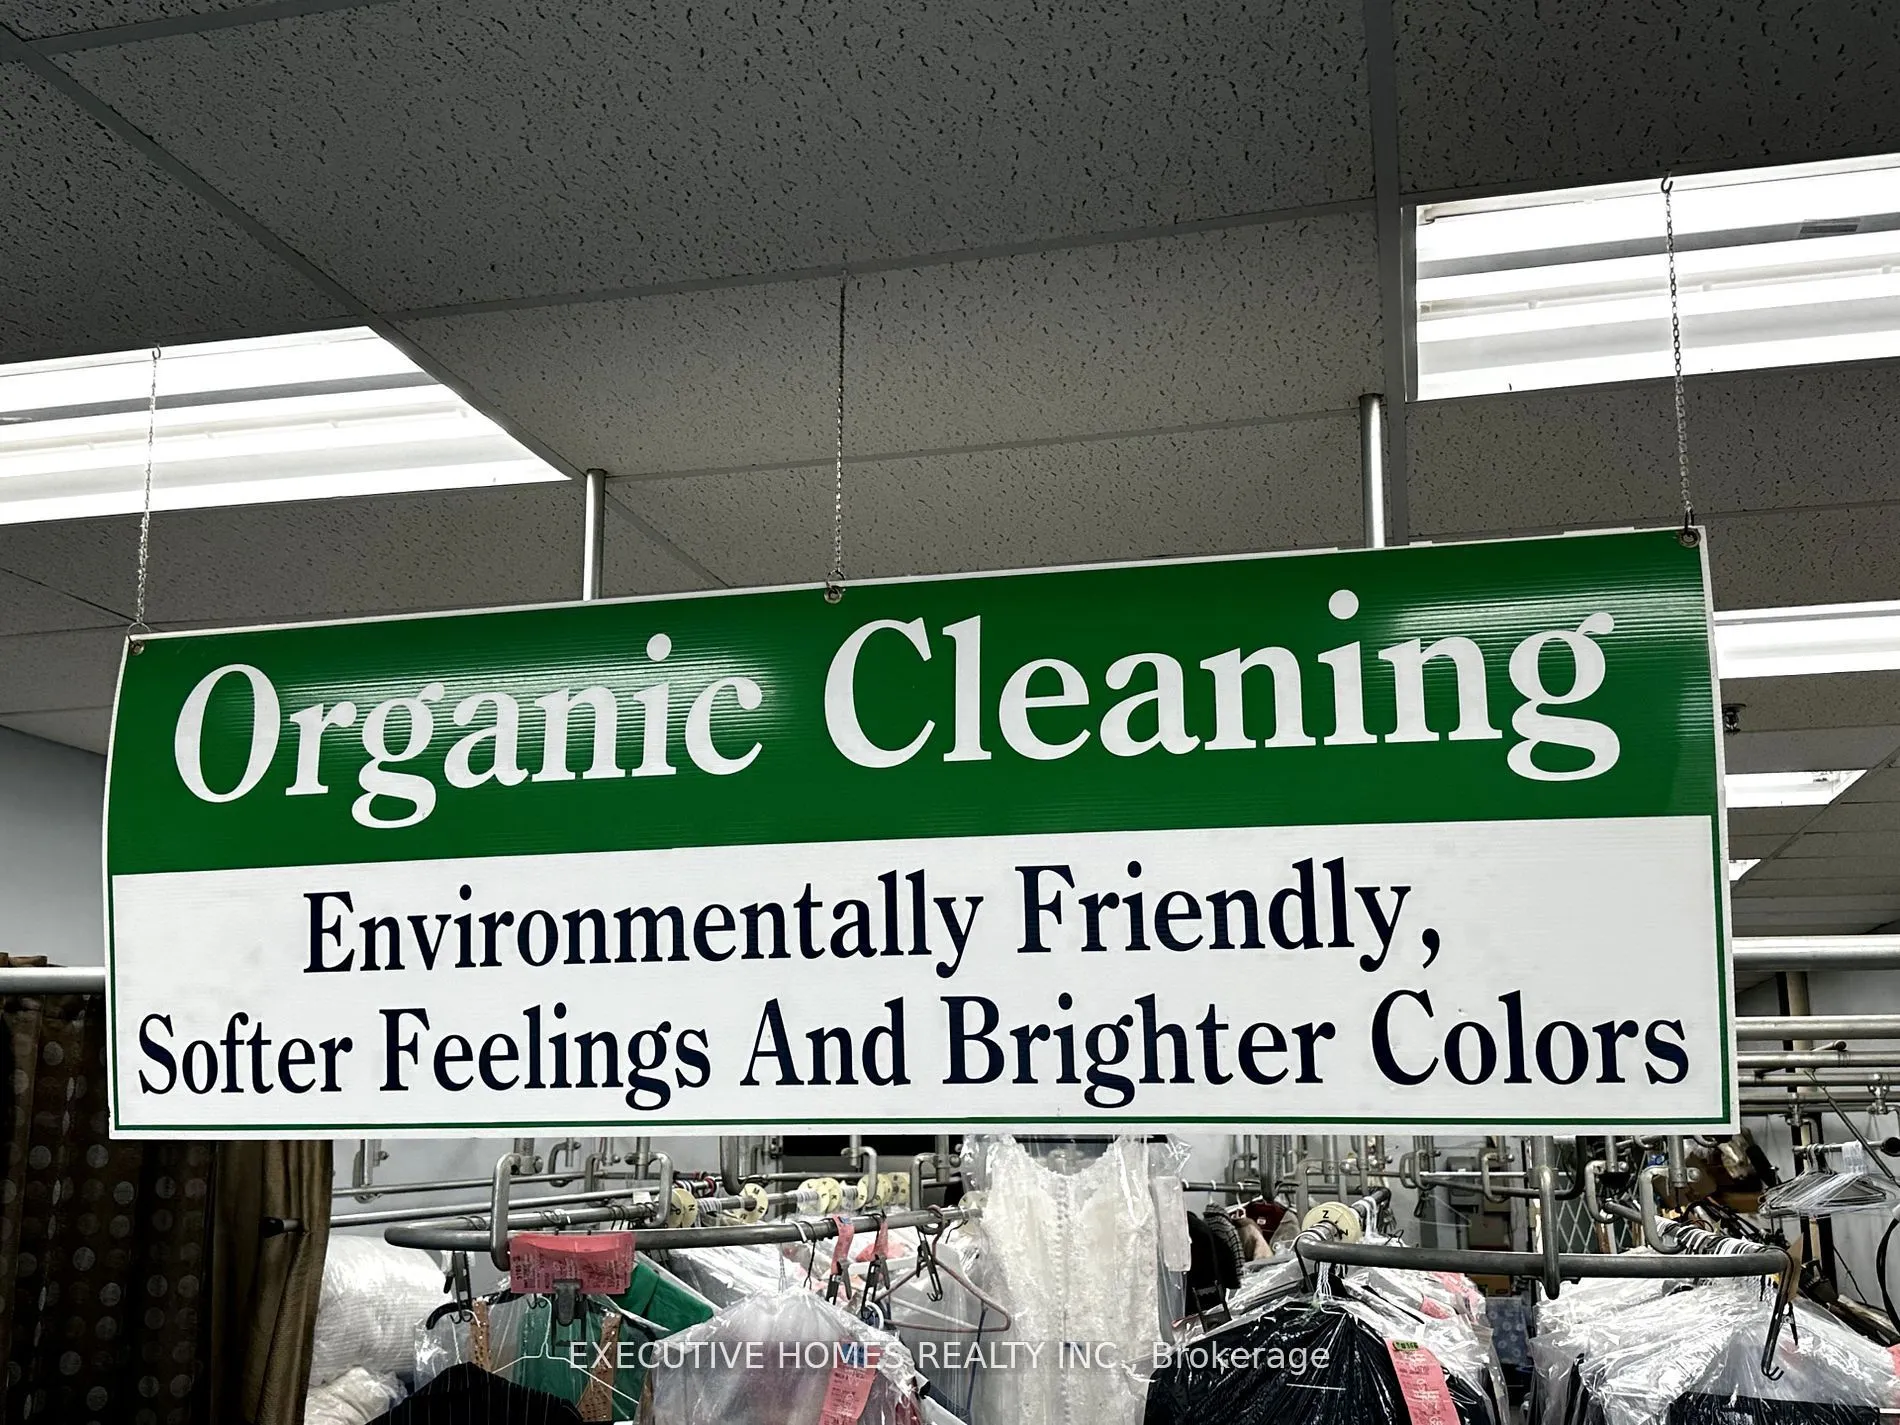 Organic Cleaning
Environmentally Friendly,
Softer Feelings And Brighter Colors
EXECUTIVE HOMES REALTY INC., Brokerage